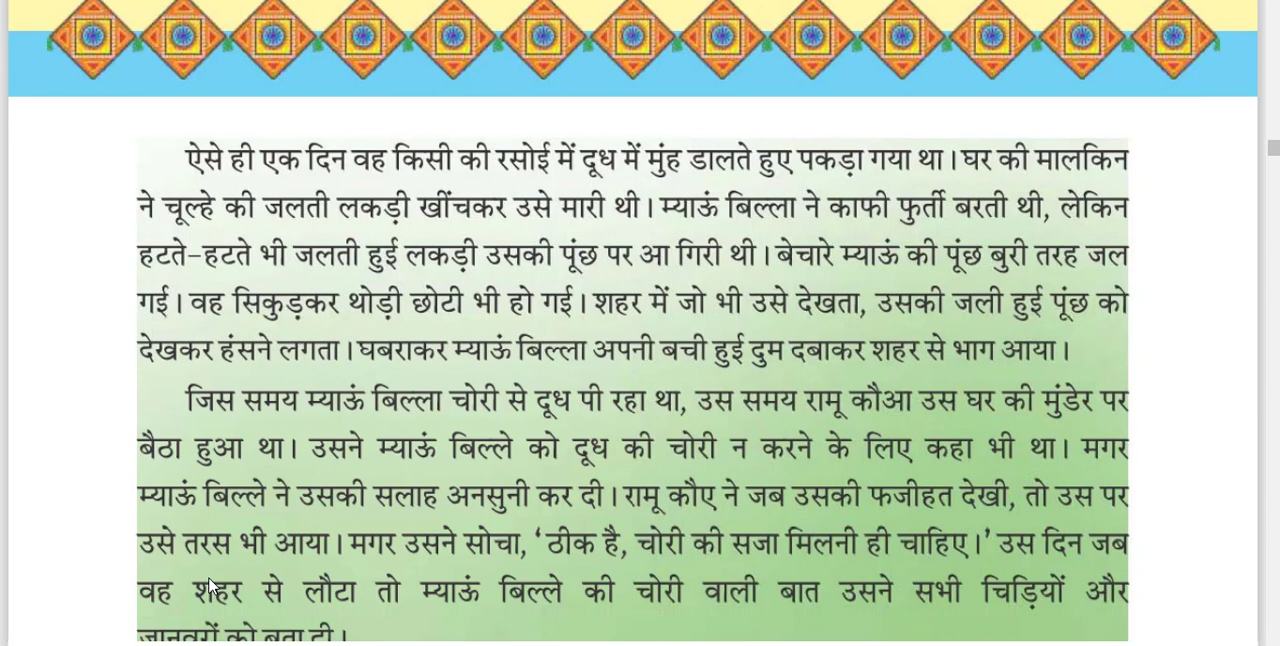 ऐसे ही एक दिन वह किसी की रसोई में दूध में मुंह डालते हुए पकड़ा गया था। घर की मालकिन
ने चूल्हे की जलती लकड़ी खींचकर उसे मारी थी। म्याऊं बिल्ला ने काफी फुर्ती बरती थी, लेकिन
हटते-हटते भी जलती हुई लकड़ी उसकी पूंछ पर आ गिरी थी। बेचारे म्याऊं की पूंछ बुरी तरह जल
गई। वह सिकुड़कर थोड़ी छोटी भी हो गई। शहर में जो भी उसे देखता, उसकी जली हुई पूंछ को
देखकर हंसने लगता। घबराकर म्याऊं बिल्ला अपनी बची हुई दुम दबाकर शहर से भाग आया।
जिस समय म्याऊं बिल्ला चोरी से दूध पी रहा था, उस समय रामू कौआ उस घर की मुंडेर पर
बैठा हुआ था। उसने म्याऊं बिल्ले को दूध की चोरी न करने के लिए कहा भी था। मगर
म्याऊं बिल्ले ने उसकी सलाह अनसुनी कर दी। रामू कौए ने जब उसकी फजीहत देखी, तो उस पर
उसे तरस भी आया। मगर उसने सोचा, ‘ठीक है, चोरी की सजा मिलनी ही चाहिए।’ उस दिन जब
वह शहर से लौटा तो म्याऊं बिल्ले की चोरी वाली बात उसने सभी चिड़ियों और
जानवरों को बता दी।